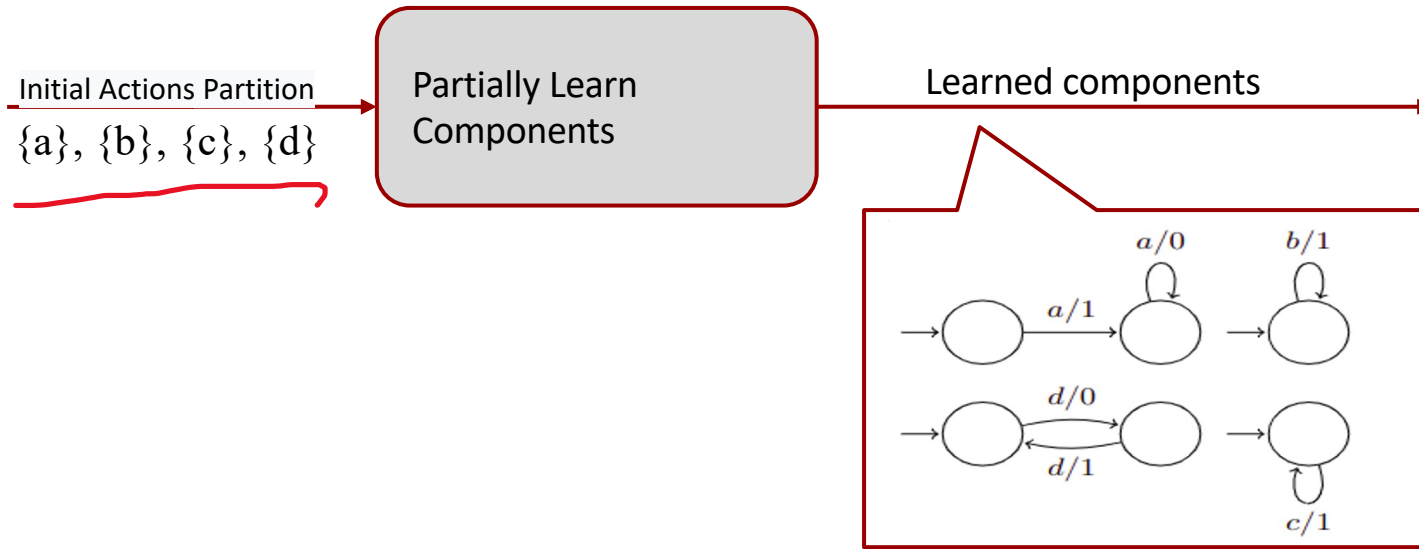 Initial Actions Partition
{a}, {b}, {c}, {d}
Partially Learn
Components
Learned components
a/0
b/1
a/1
d/0
d/1
c/1